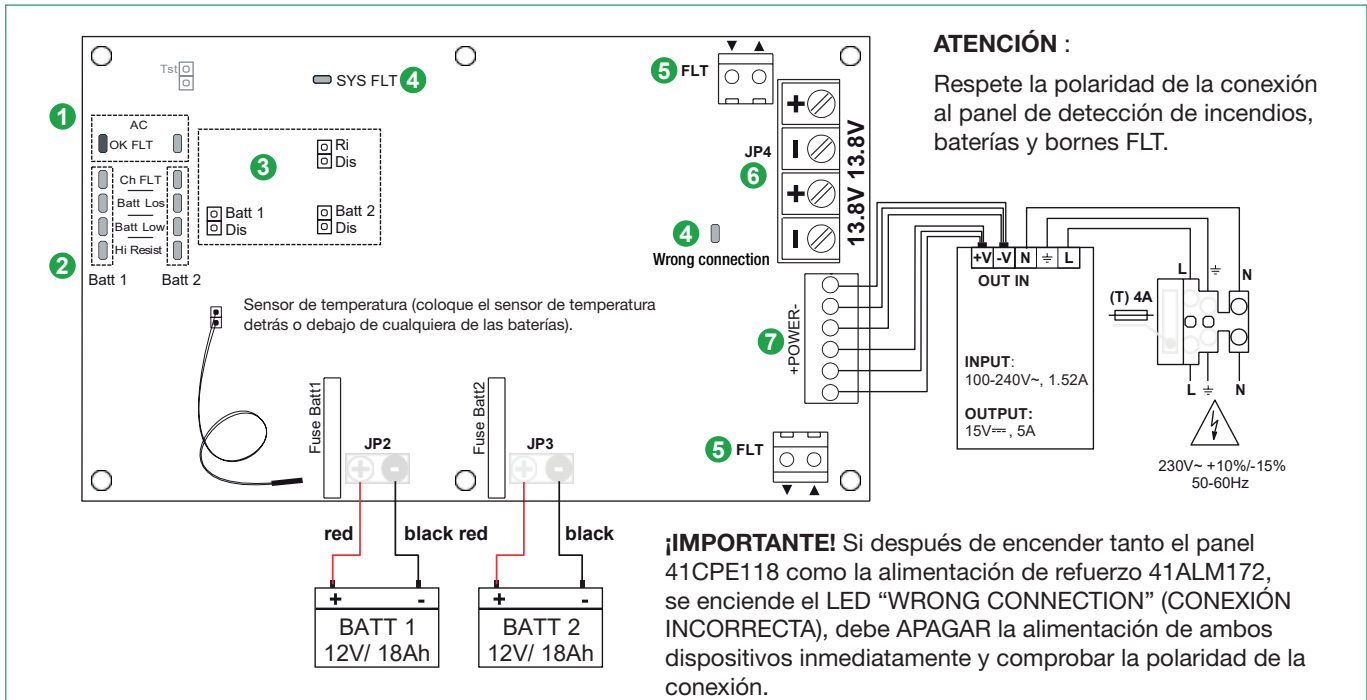 Tst
SYS FLT 4
5 FLT
▼ ▲
1
AC
OK FLT
Ch FLT
Batt Los
Batt Low
Hi Resist
2
Batt 1 Batt 2
3
Ri
Dis
Batt 1
Dis
Batt 2
Dis
JP4
6
+
-
+
-
13.8V 13.8V
4
Wrong connection
7
+POWER-
Sensor de temperatura (coloque el sensor de temperatura
detrás o debajo de cualquiera de las baterías).
Fuse Batt1
JP2
+ -
Fuse Batt2
JP3
+ -
5 FLT
▼ ▲
red black red black
+ -
BATT 1
12V/ 18Ah
+ -
BATT 2
12V/ 18Ah
ATENCIÓN :
Respete la polaridad de la conexión
al panel de detección de incendios,
baterías y bornes FLT.
+V -V N ⏚ L
OUT IN
INPUT:
100-240V~, 1.52A
OUTPUT:
15V⎓, 5A
L ⏚ N
(T) 4A
L ⏚ N
230V~ +10%/-15%
50-60Hz
¡IMPORTANTE! Si después de encender tanto el panel
41CPE118 como la alimentación de refuerzo 41ALM172,
se enciende el LED “WRONG CONNECTION” (CONEXIÓN
INCORRECTA), debe APAGAR la alimentación de ambos
dispositivos inmediatamente y comprobar la polaridad de la
conexión.